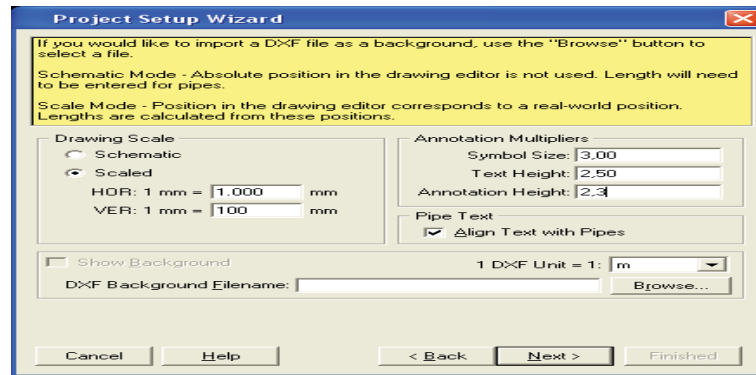 Project Setup Wizard
If you would like to import a DXF file as a background, use the "Browse" button to
select a file.
Schematic Mode - Absolute position in the drawing editor is not used. Length will need
to be entered for pipes.
Scale Mode - Position in the drawing editor corresponds to a real-world position.
Lengths are calculated from these positions.
Drawing Scale
Schematic
Scaled
HOR: 1 mm = 1.000 mm
VER: 1 mm = 100 mm
Annotation Multipliers
Symbol Size: 3,00
Text Height: 2,50
Annotation Height: 2,3
Pipe Text
Align Text with Pipes
Show Background 1 DXF Unit = 1: m
DXF Background Filename: Browse...
Cancel Help < Back Next > Finished